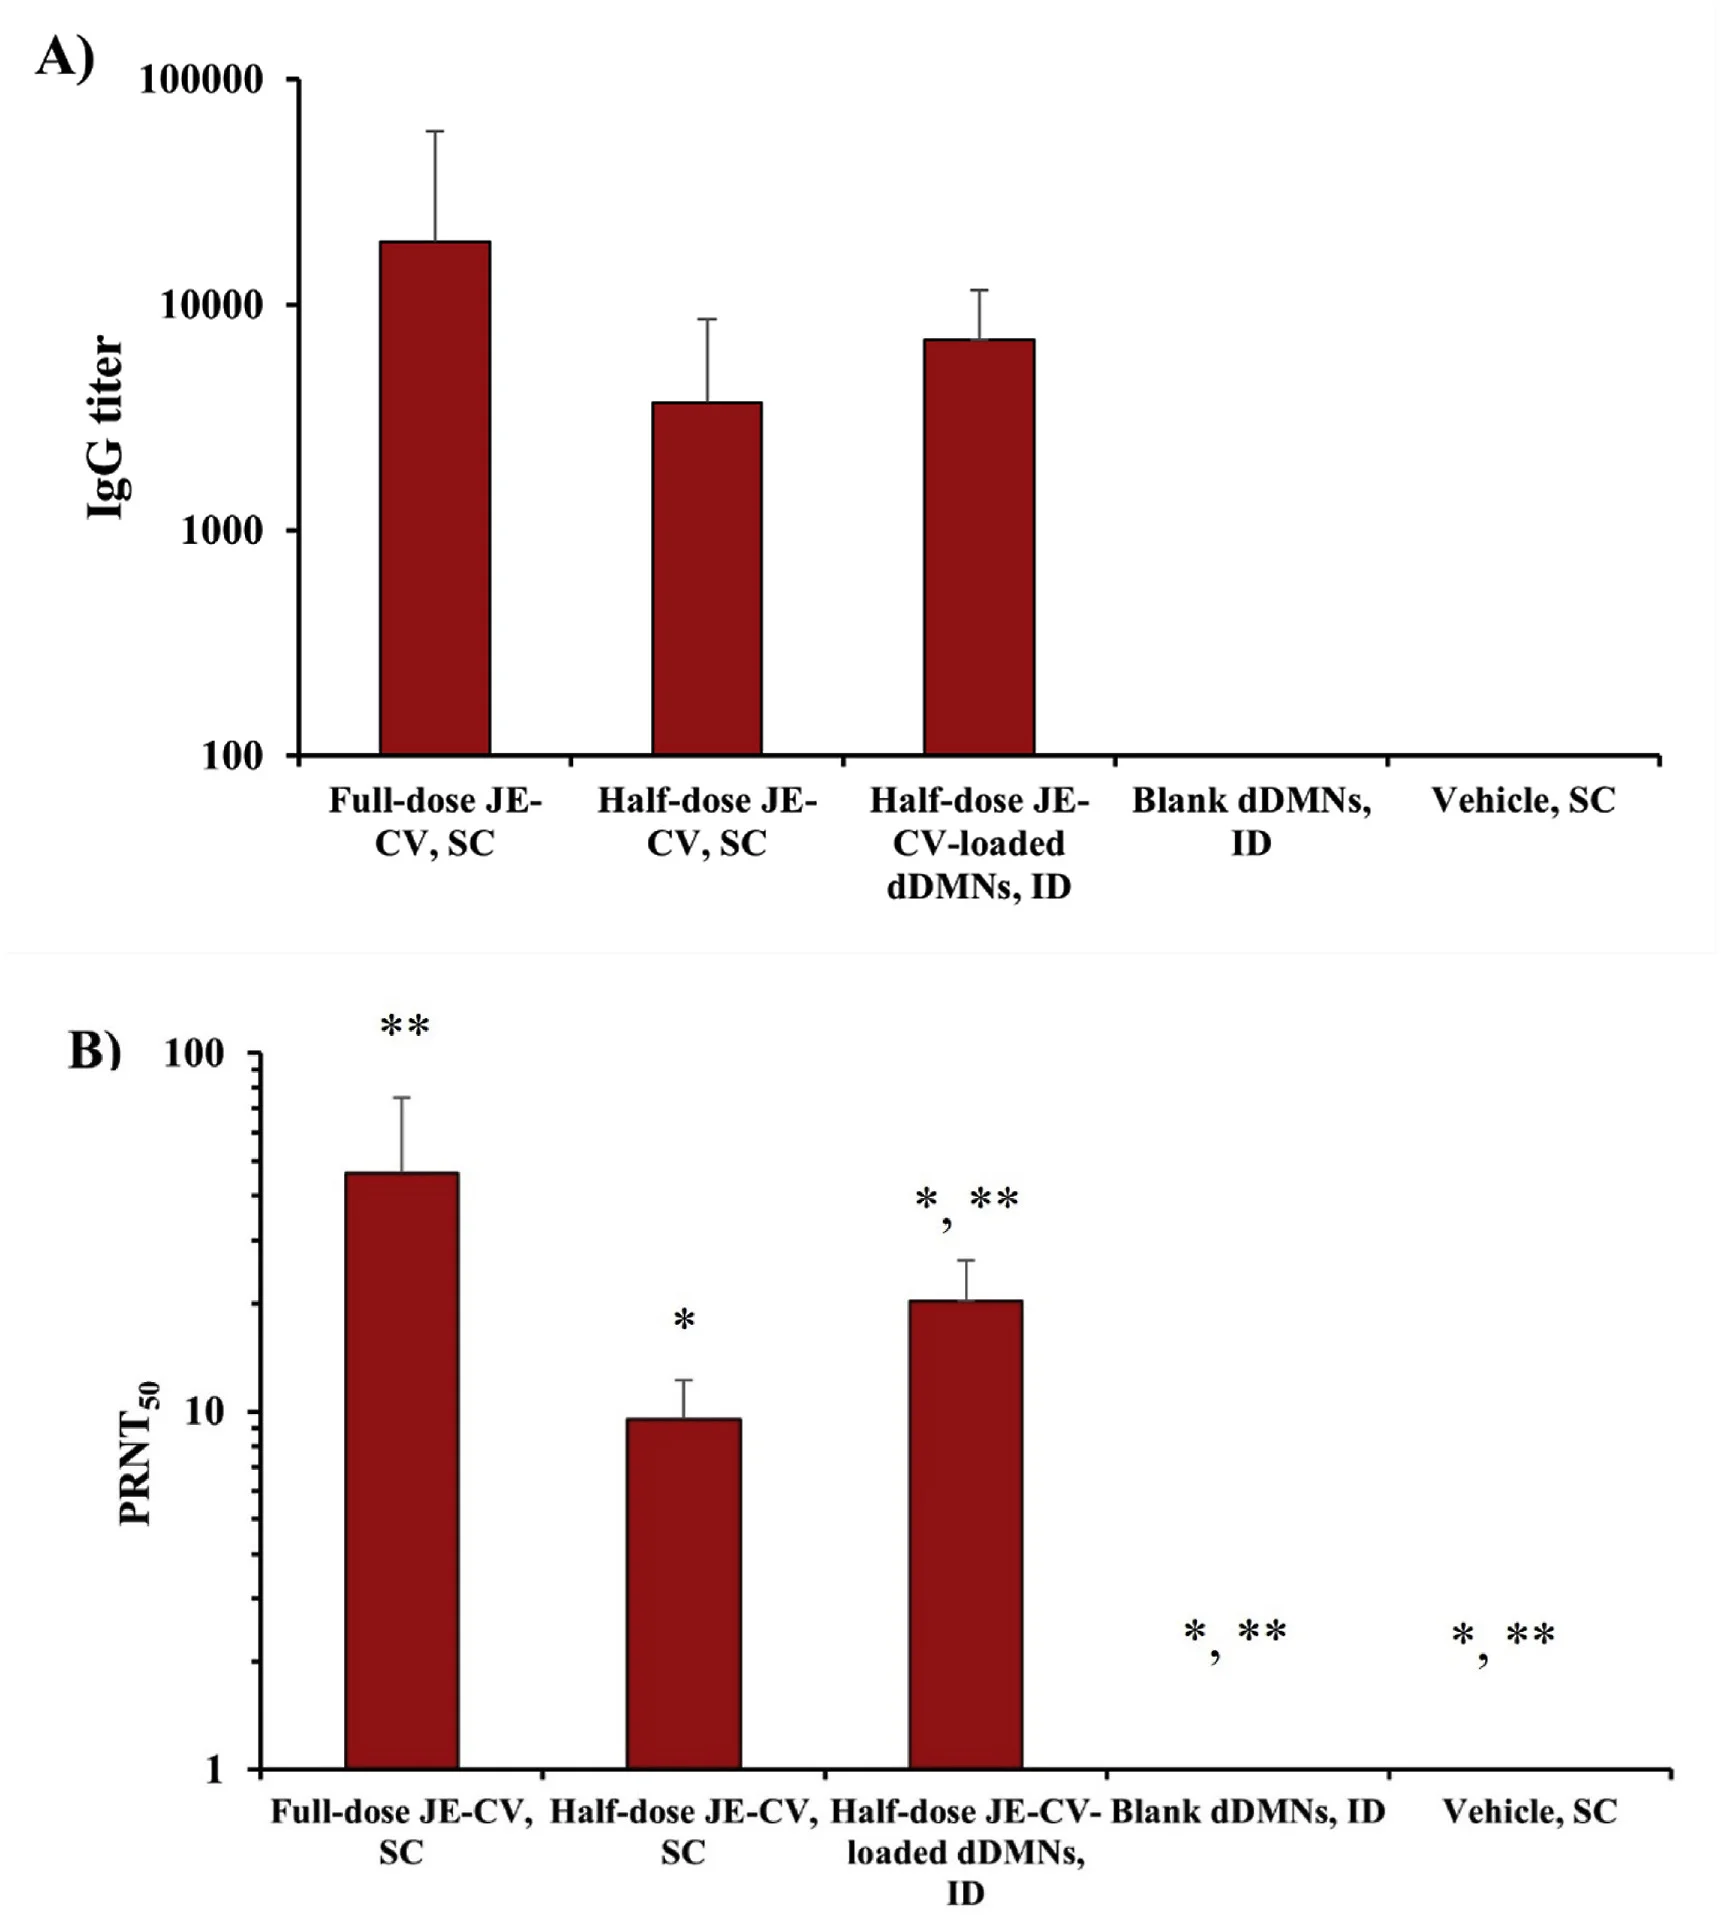 A)
100000
10000
1000
100
IgG titer
Full-dose JE-
CV, SC
Half-dose JE-
CV, SC
Half-dose JE-
CV-loaded
dDMNs, ID
Blank dDMNs,
ID
Vehicle, SC
B)
100
10
1
PRNT50
**
*
*, **
*, **
*, **
Full-dose JE-CV,
SC
Half-dose JE-CV,
SC
Half-dose JE-CV-
loaded dDMNs,
ID
Blank dDMNs, ID
Vehicle, SC